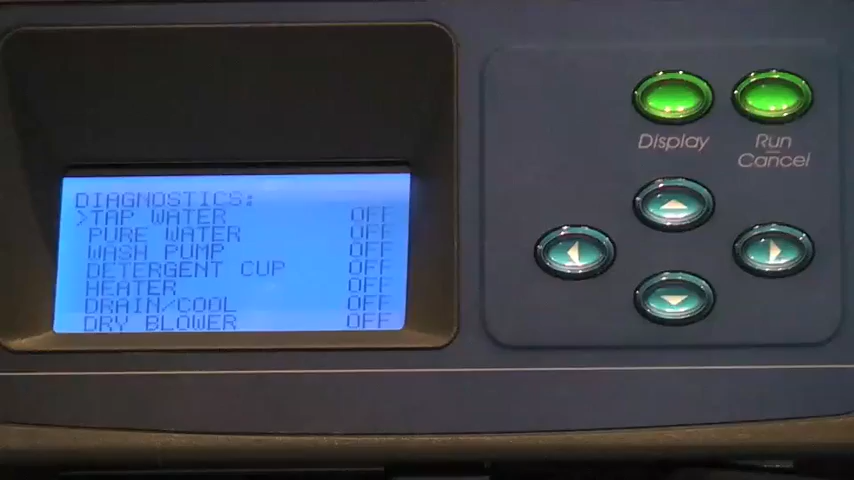 DIAGNOSTICS:
>TAP WATER OFF
PURE WATER OFF
WASH PUMP OFF
DETERGENT CUP OFF
HEATER OFF
DRAIN/COOL OFF
DRY BLOWER OFF
Display
Run
Cancel